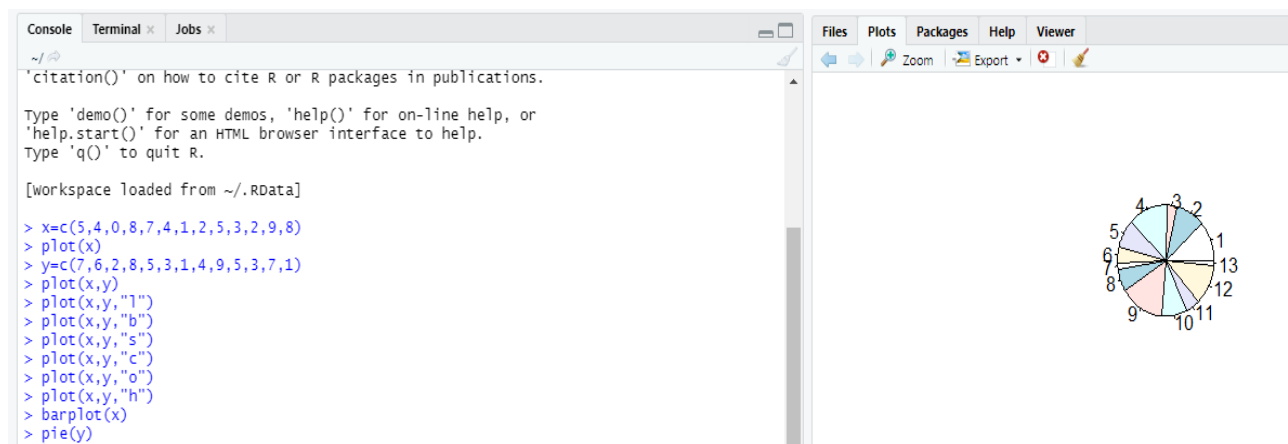 Console Terminal × Jobs ×
~/
'citation()' on how to cite R or R packages in publications.
Type 'demo()' for some demos, 'help()' for on-line help, or
'help.start()' for an HTML browser interface to help.
Type 'q()' to quit R.
[Workspace loaded from ~/.RData]
> x=c(5,4,0,8,7,4,1,2,5,3,2,9,8)
> plot(x)
> y=c(7,6,2,8,5,3,1,4,9,5,3,7,1)
> plot(x,y)
> plot(x,y,"l")
> plot(x,y,"b")
> plot(x,y,"s")
> plot(x,y,"c")
> plot(x,y,"o")
> plot(x,y,"h")
> barplot(x)
> pie(y)
Files Plots Packages Help Viewer
Zoom Export
1
2
3
4
5
6
7
8
9
10
11
12
13